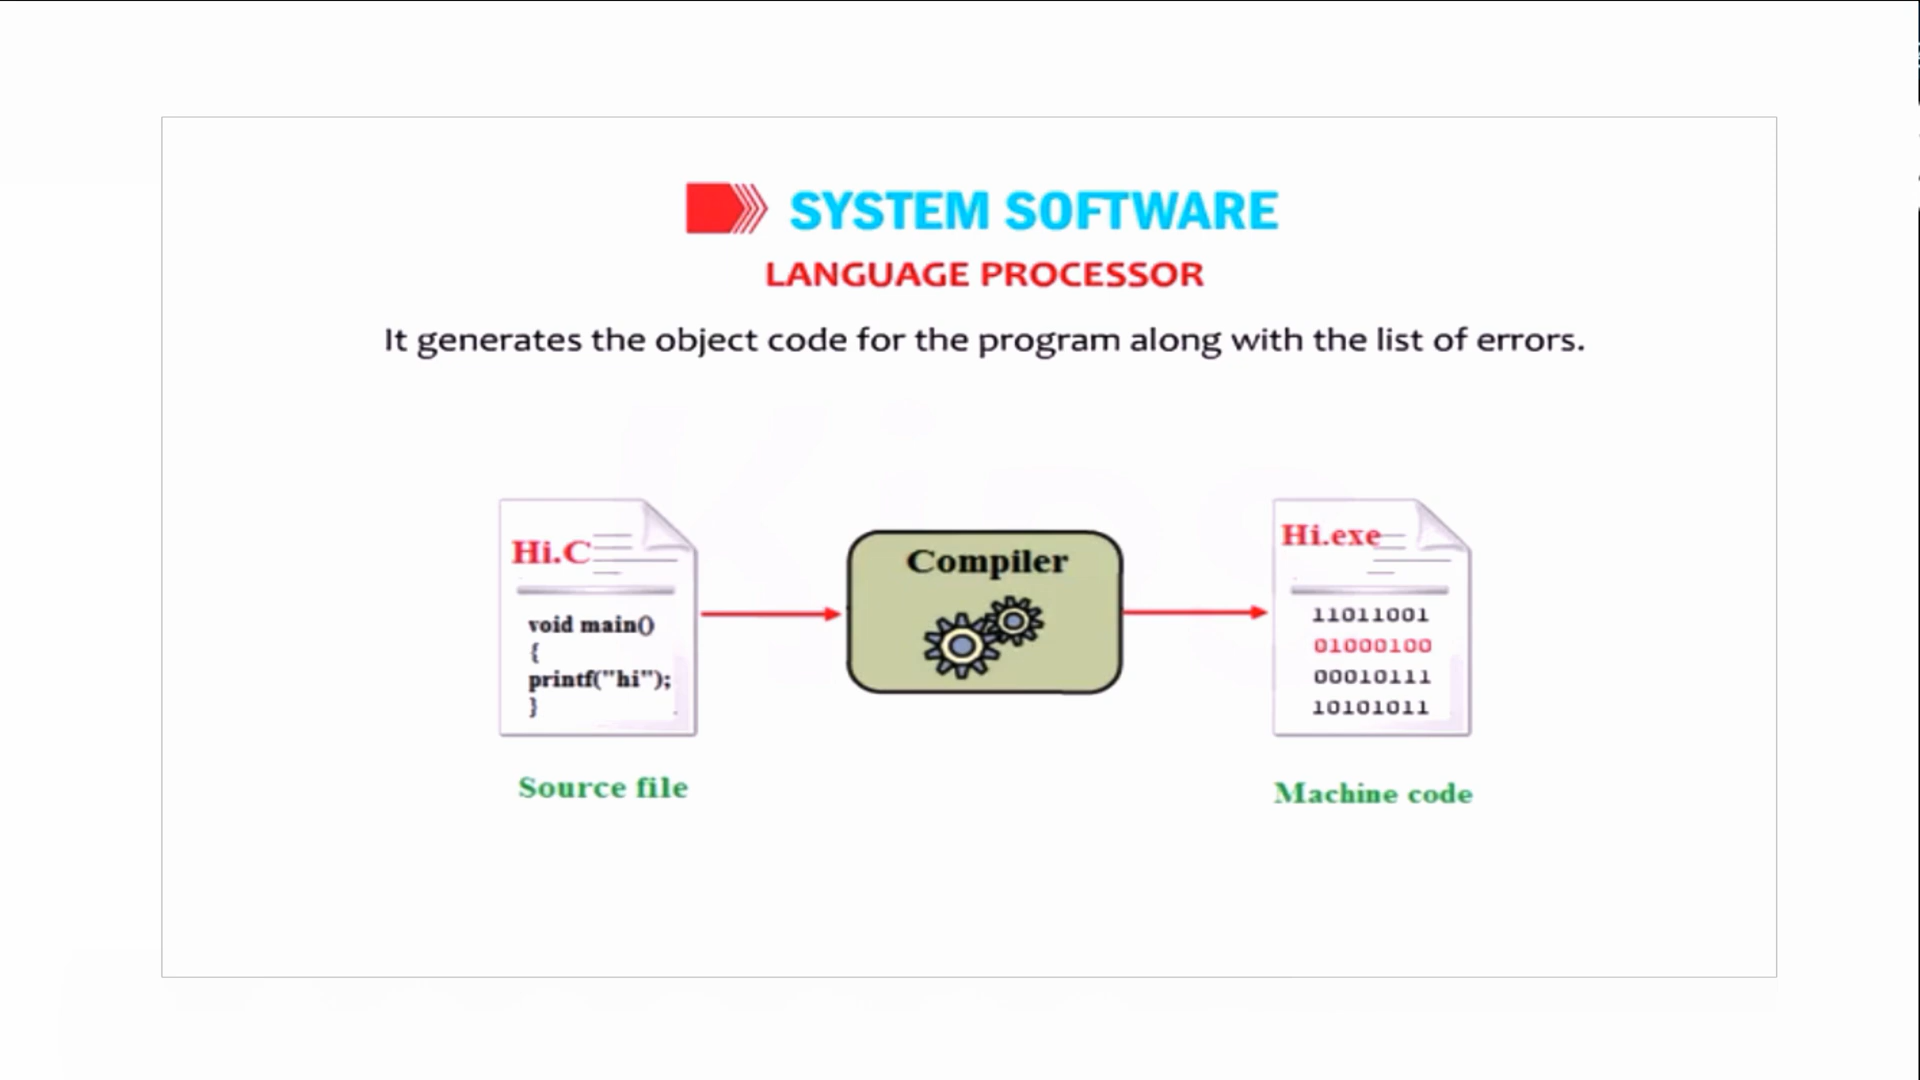 SYSTEM SOFTWARE
LANGUAGE PROCESSOR
It generates the object code for the program along with the list of errors.
Hi.C
void main()
{
printf("hi");
}
Source file
Compiler
Hi.exe
11011001
01000100
00010111
10101011
Machine code